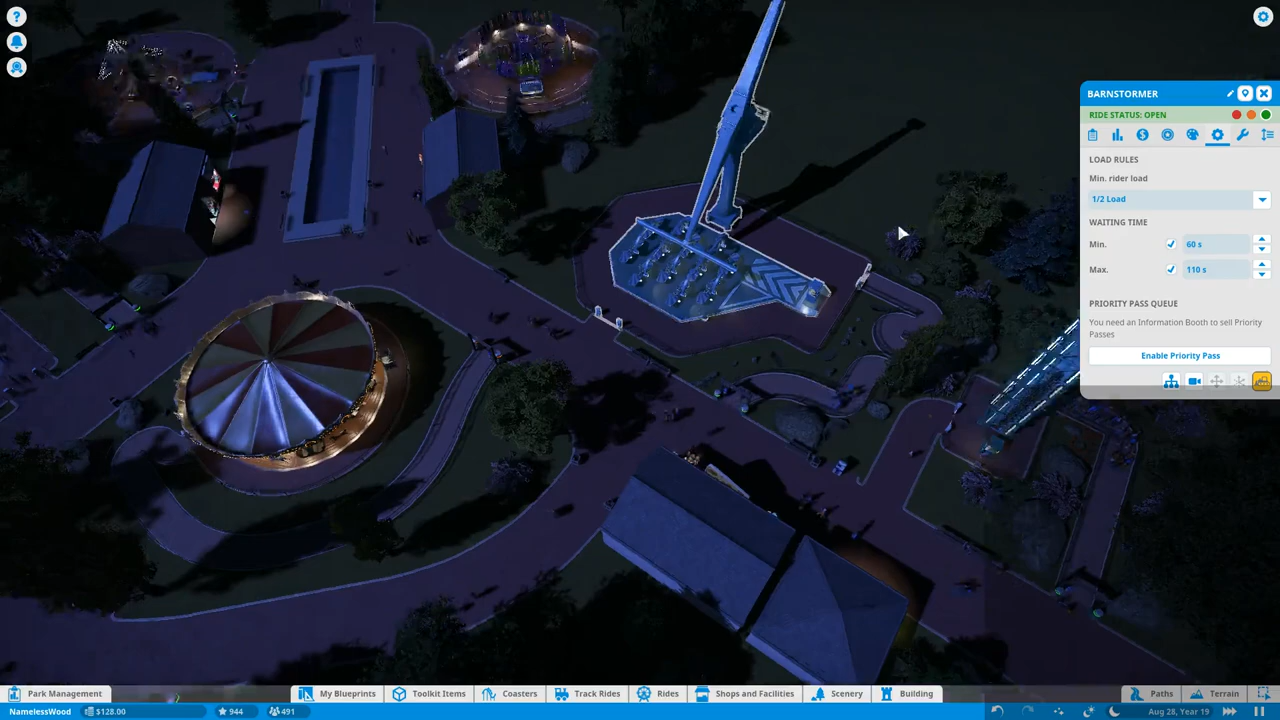 BARNSTORMER
RIDE STATUS: OPEN
LOAD RULES
Min. rider load
1/2 Load
WAITING TIME
Min. 60 s
Max. 110 s
PRIORITY PASS QUEUE
You need an Information Booth to sell Priority
Passes
Enable Priority Pass
Park Management My Blueprints Toolkit Items Coasters Track Rides Rides Shops and Facilities Scenery Building Paths Terrain
NamelessWood $128.00 944 491 Aug 28, Year 19